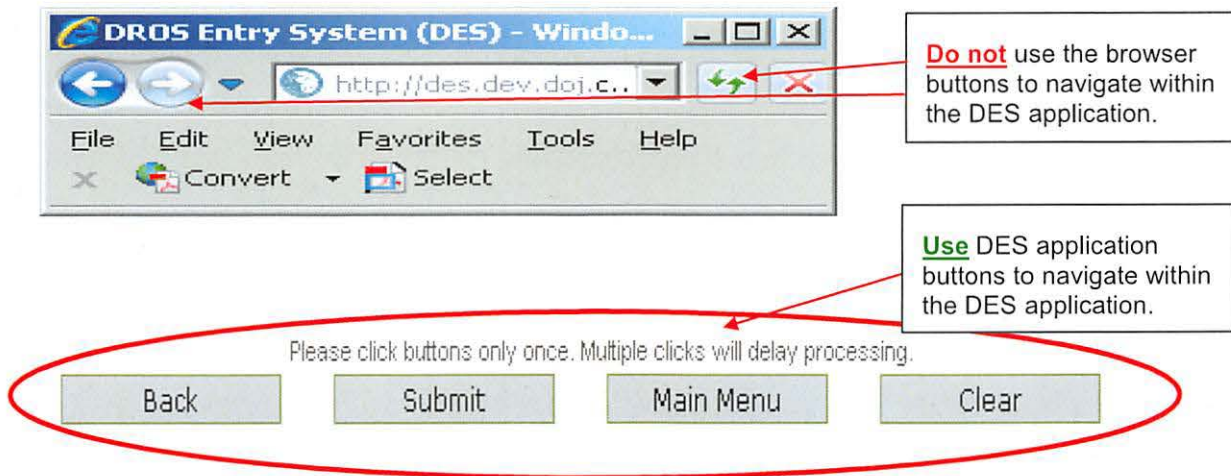 DROS Entry System (DES) - Windo...
http://des.dev.doj.c..
File Edit View Favorites Tools Help
Convert Select
Do not use the browser
buttons to navigate within
the DES application.
Use DES application
buttons to navigate within
the DES application.
Please click buttons only once. Multiple clicks will delay processing.
Back Submit Main Menu Clear